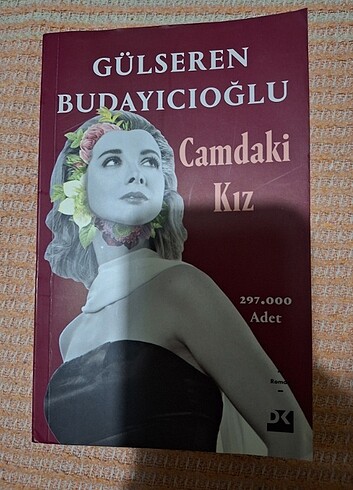 GÜLSEREN
BUDAYICIOĞLU
Camdaki
Kız
297.000
Adet
DK